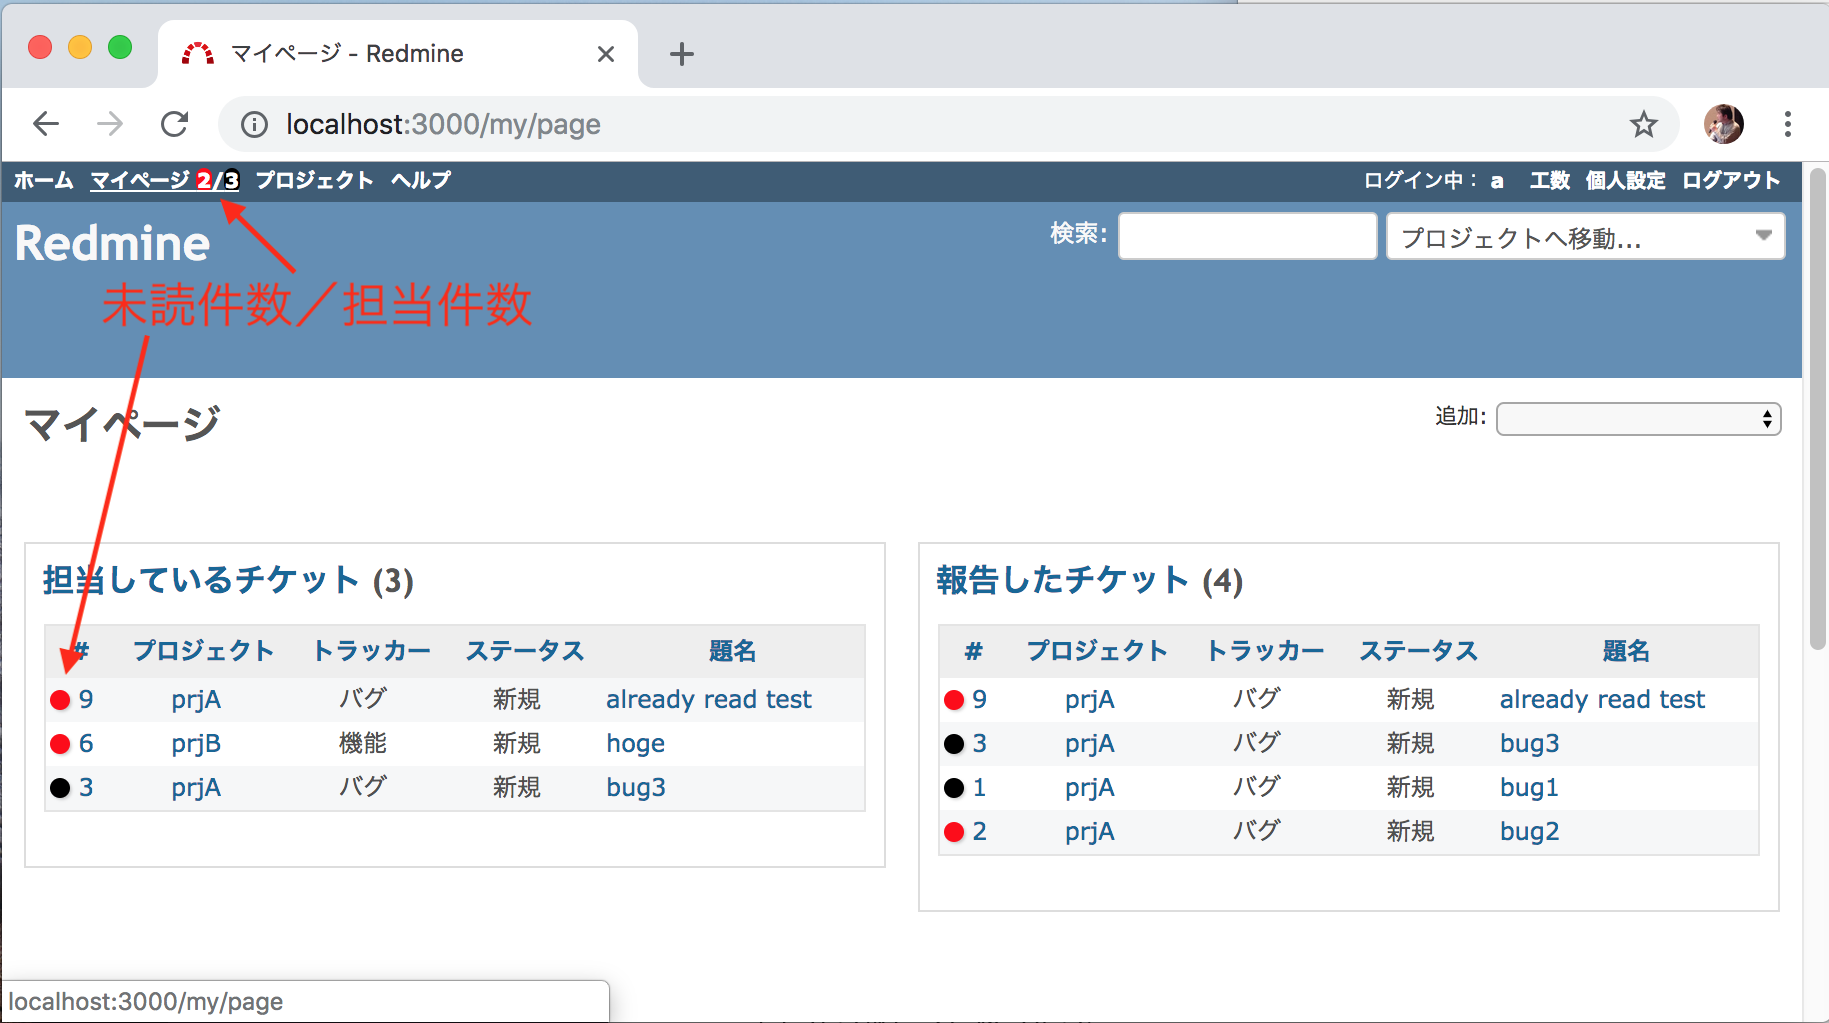 マイページ - Redmine
localhost:3000/my/page
ホーム マイページ 2/3 プロジェクト ヘルプ ログイン中： a 工数 個人設定 ログアウト
Redmine 検索: プロジェクトへ移動...
未読件数／担当件数
マイページ 追加:
担当しているチケット (3)
# プロジェクト トラッカー ステータス 題名
9 prjA バグ 新規 already read test
6 prjB 機能 新規 hoge
3 prjA バグ 新規 bug3
報告したチケット (4)
# プロジェクト トラッカー ステータス 題名
9 prjA バグ 新規 already read test
3 prjA バグ 新規 bug3
1 prjA バグ 新規 bug1
2 prjA バグ 新規 bug2
localhost:3000/my/page